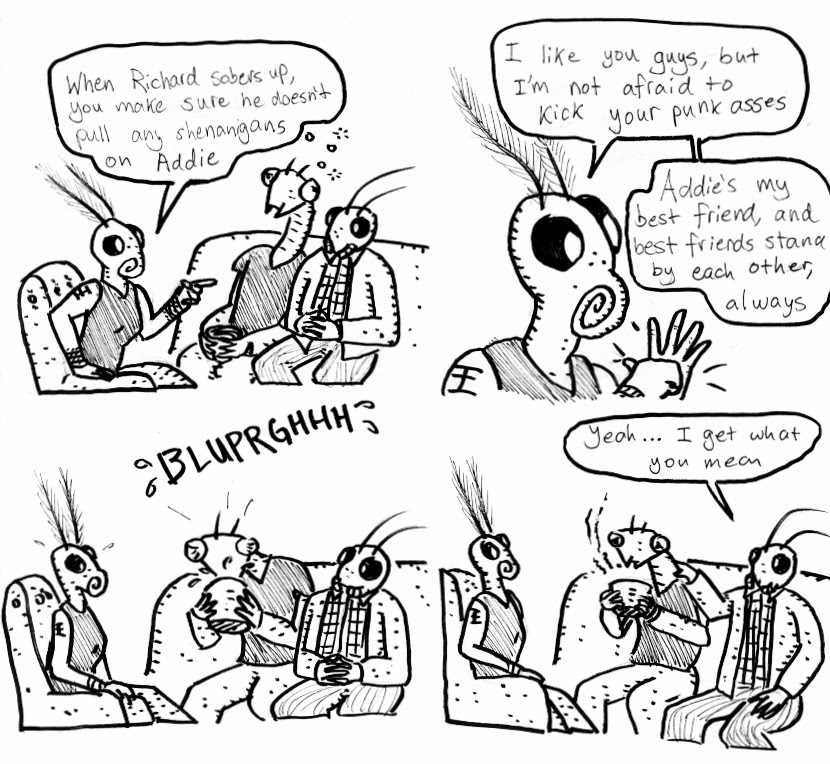 When Richard sobers up,
you make sure he doesn't
pull any shenanigans
on Addie
I like you guys, but
I'm not afraid to
kick your punk asses
Addie's my
best friend, and
best friends stand
by each other,
always
BLUPRGHHH
Yeah... I get what
you mean